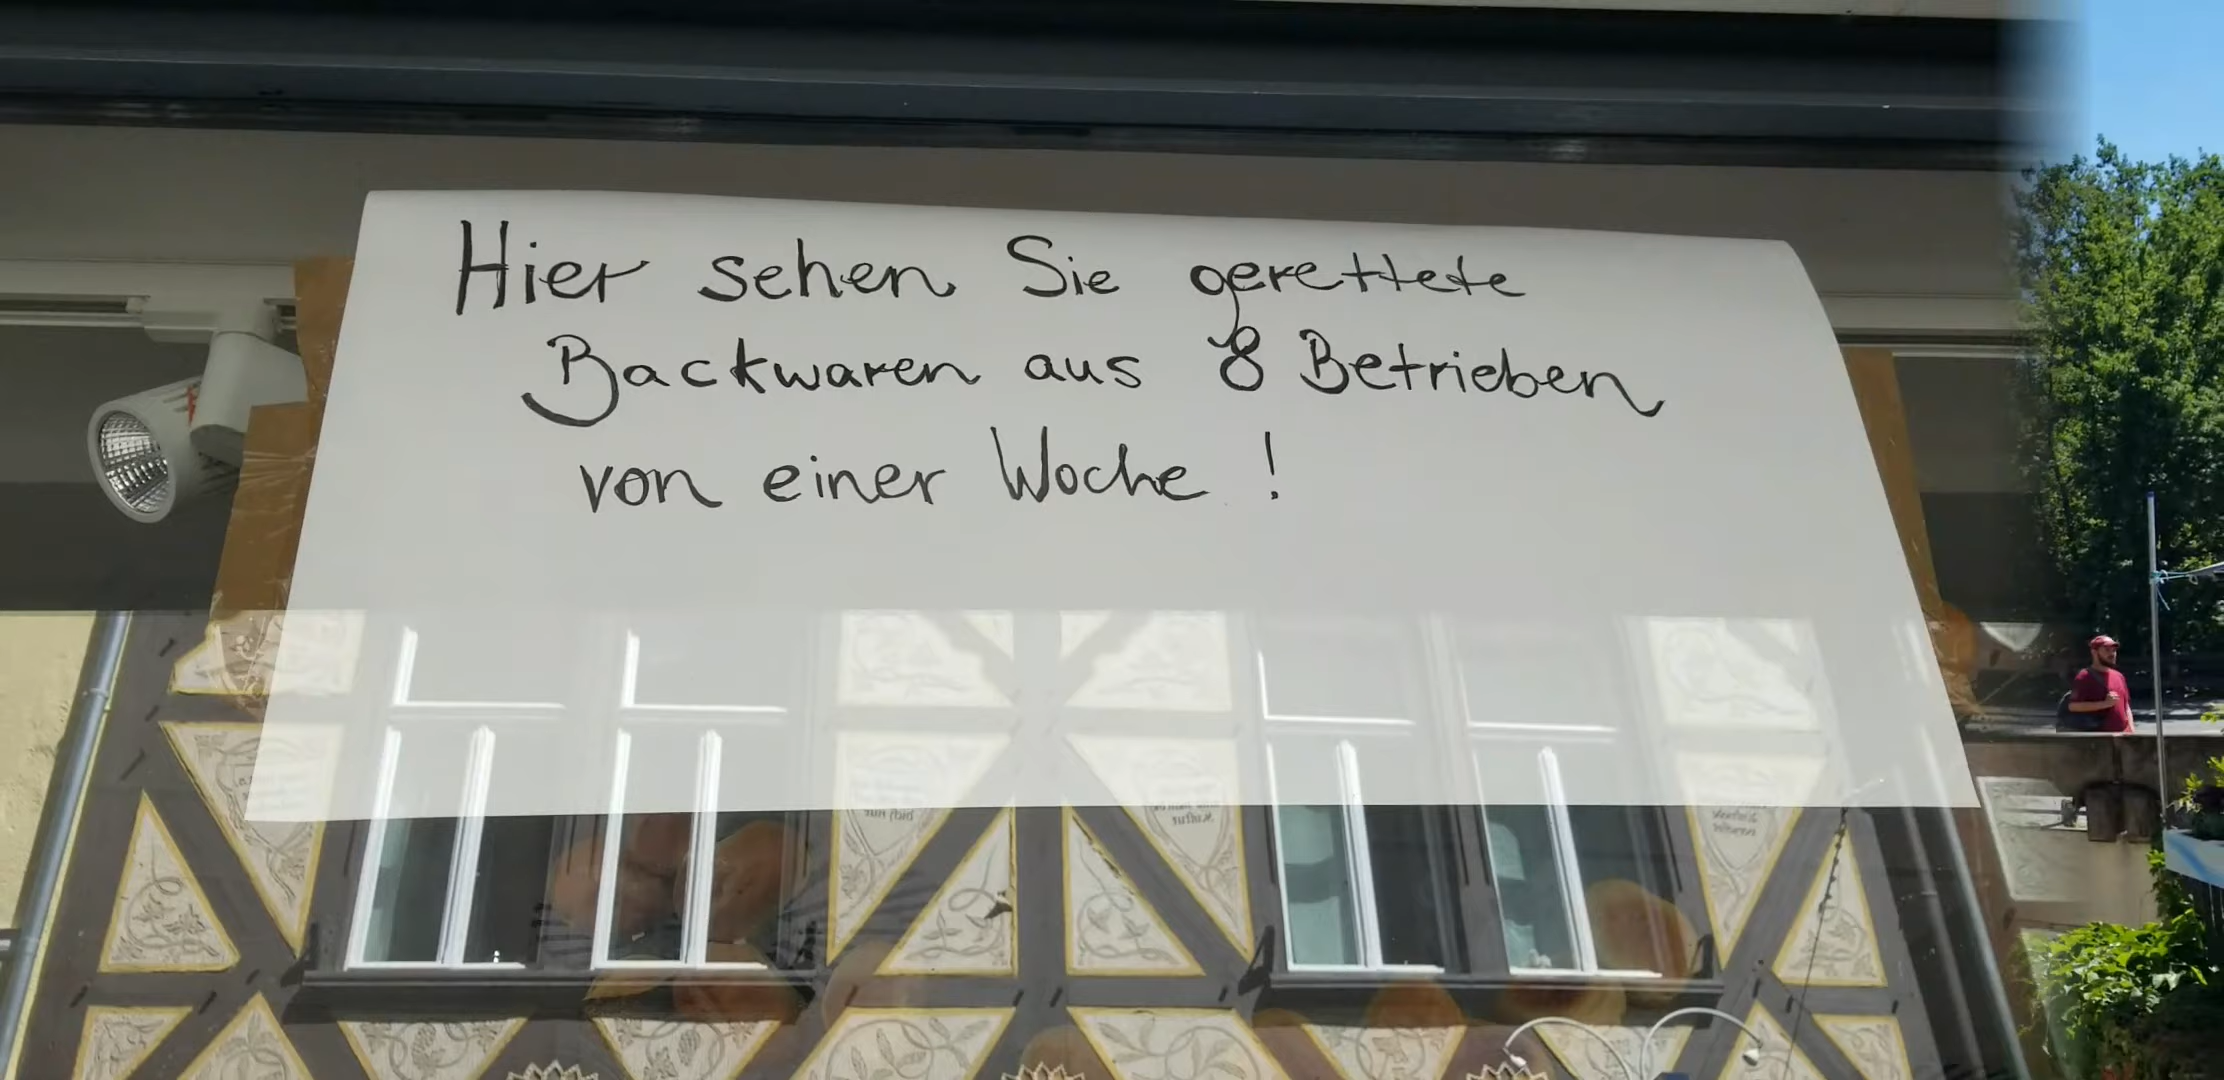 Hier sehen Sie gerettete
Backwaren aus 8 Betrieben
von einer Woche !